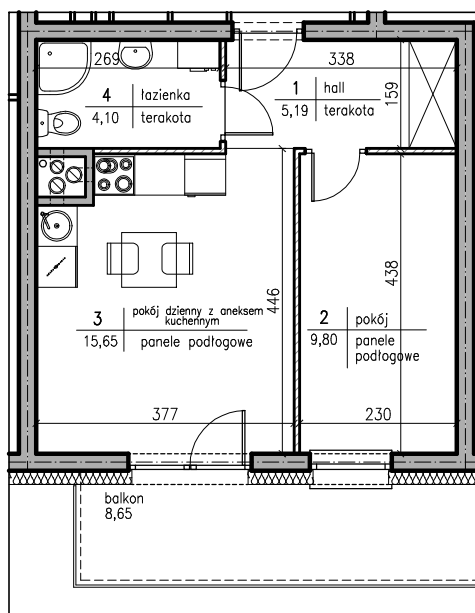 269
338
1 hall
5,19 terakota
159
4 łazienka
4,10 terakota
3 pokój dzienny z aneksem
kuchennym
15,65 panele podłogowe
446
438
2 pokój
9,80 panele
podłogowe
377
230
balkon
8,65